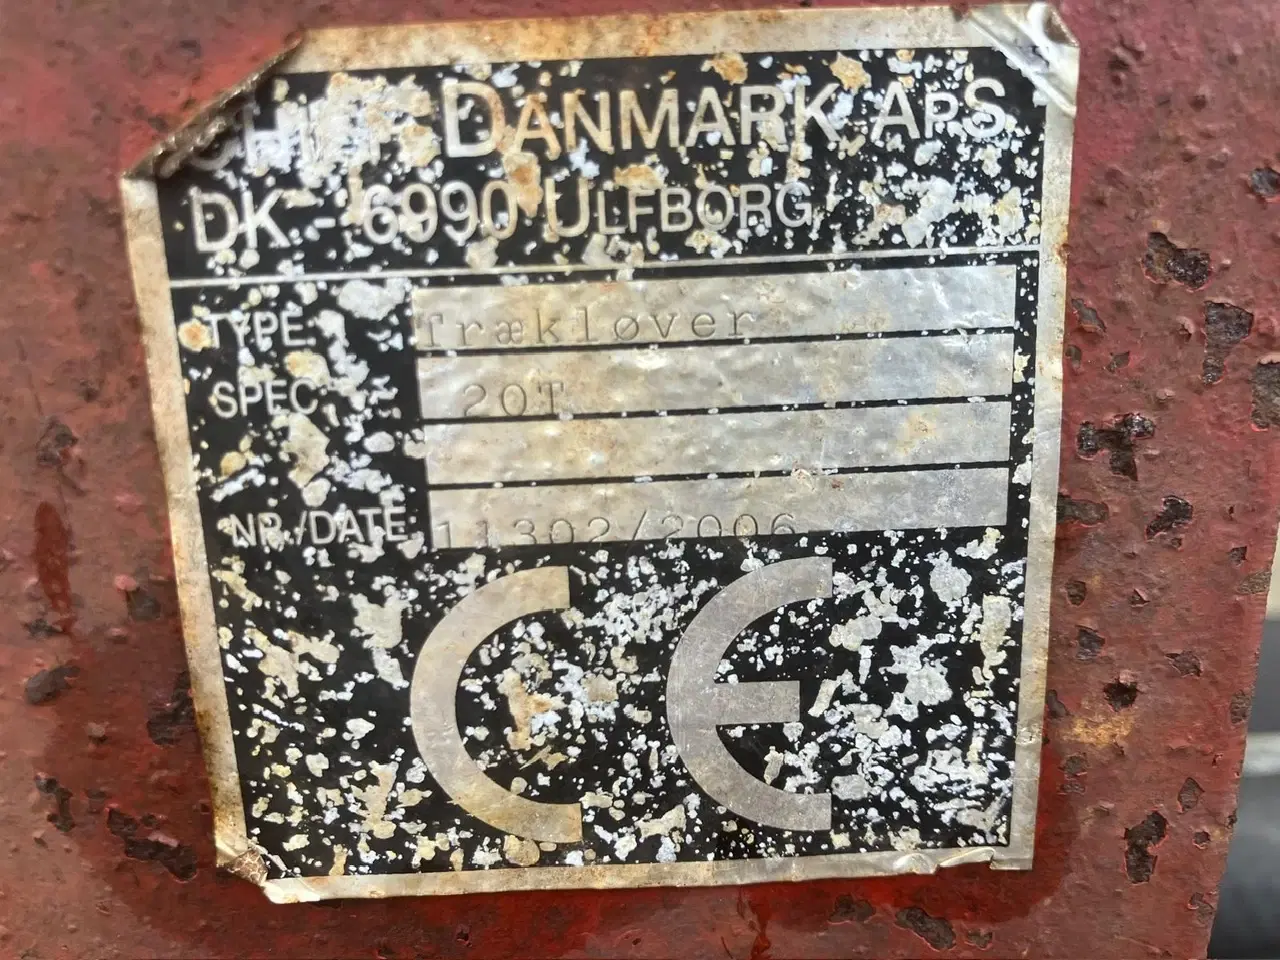 DANMARK APS
DK - 6990 ULFBORG
TYPE Trækløver
SPEC. 20T
NR./DATE 11302/2006
CE